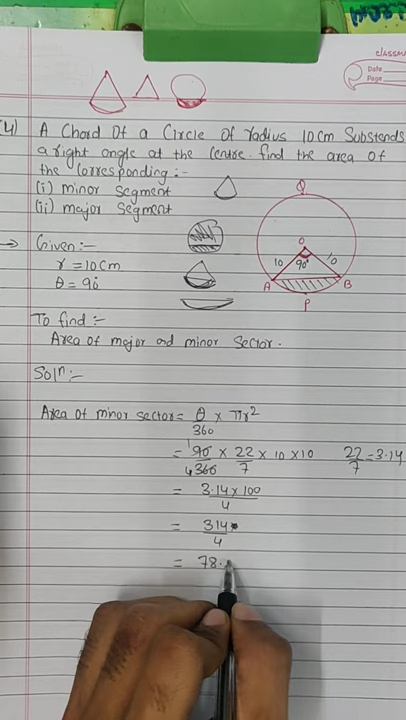 CLASSMA
Date
Page
4) A Chord Of a Circle Of radius 10cm Substends
a right angle at the Centre. find the area of
the Corresponding :-
(i) minor Segment
(ii) major Segment
Q
→ Given:-
r = 10cm
θ = 90
O
10 90° 10
A B
P
To find :-
Area of major and minor Sector.
Solⁿ:-
Area of minor sector = θ/360 × πr²
= 90/360 × 22/7 × 10 × 10 22/7 = 3.14
1
4
= 3.14 × 100/4
= 314/4
= 78.